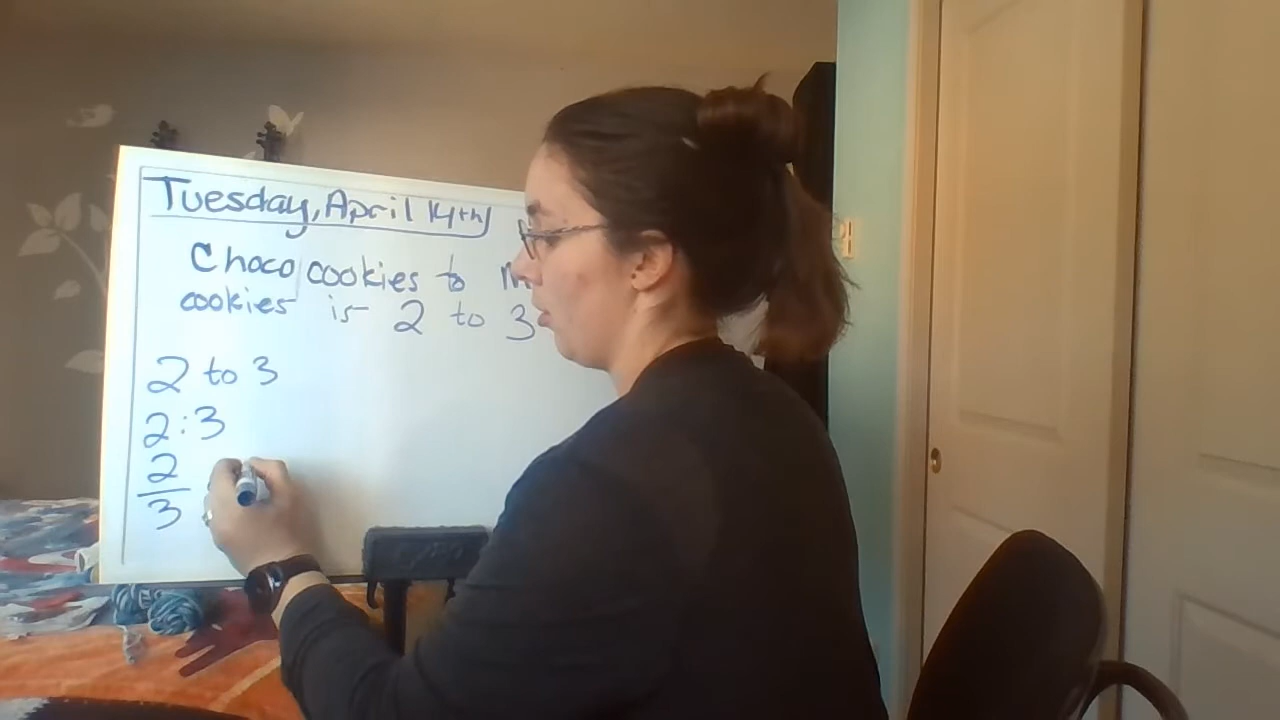 Tuesday, April 14th
Choco cookies to
cookies is 2 to 3
2 to 3
2:3
2
3